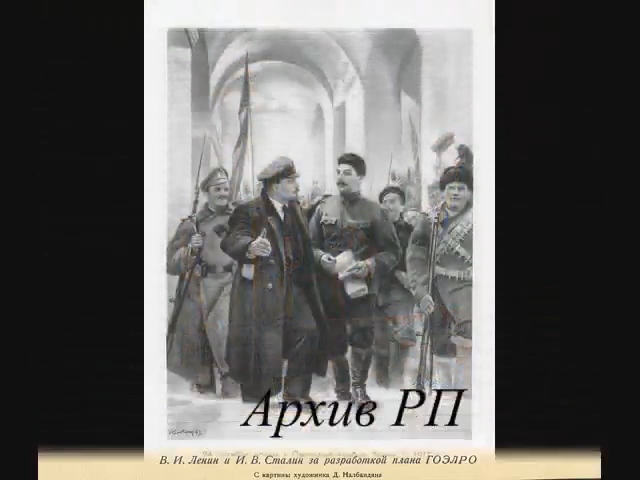 Архив РП
В. И. Ленин и И. В. Сталин за разработкой плана ГОЭЛРО
С картины художника Д. Налбандяна